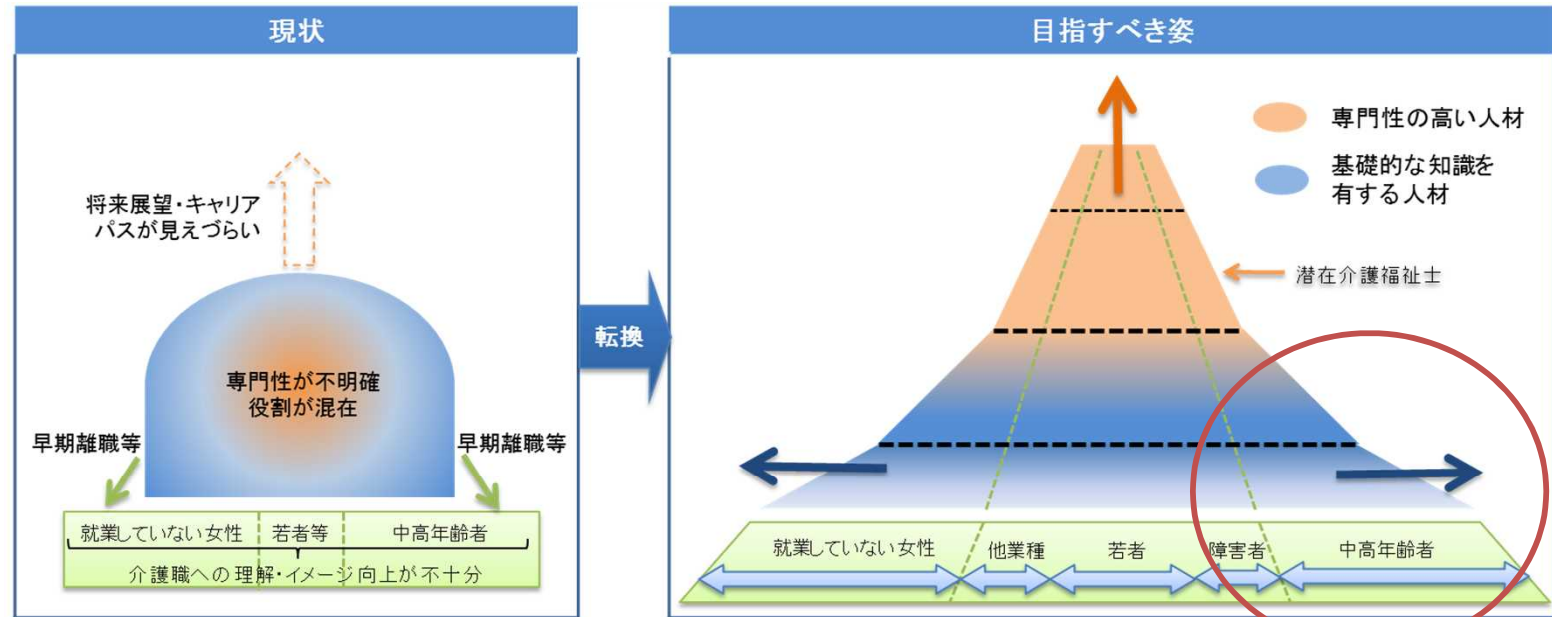 現状
将来展望・キャリア
パスが見えづらい
専門性が不明確
役割が混在
早期離職等
早期離職等
就業していない女性
若者等
中高年齢者
介護職への理解・イメージ向上が不十分
転換
目指すべき姿
専門性の高い人材
基礎的な知識を
有する人材
潜在介護福祉士
就業していない女性
他業種
若者
障害者
中高年齢者